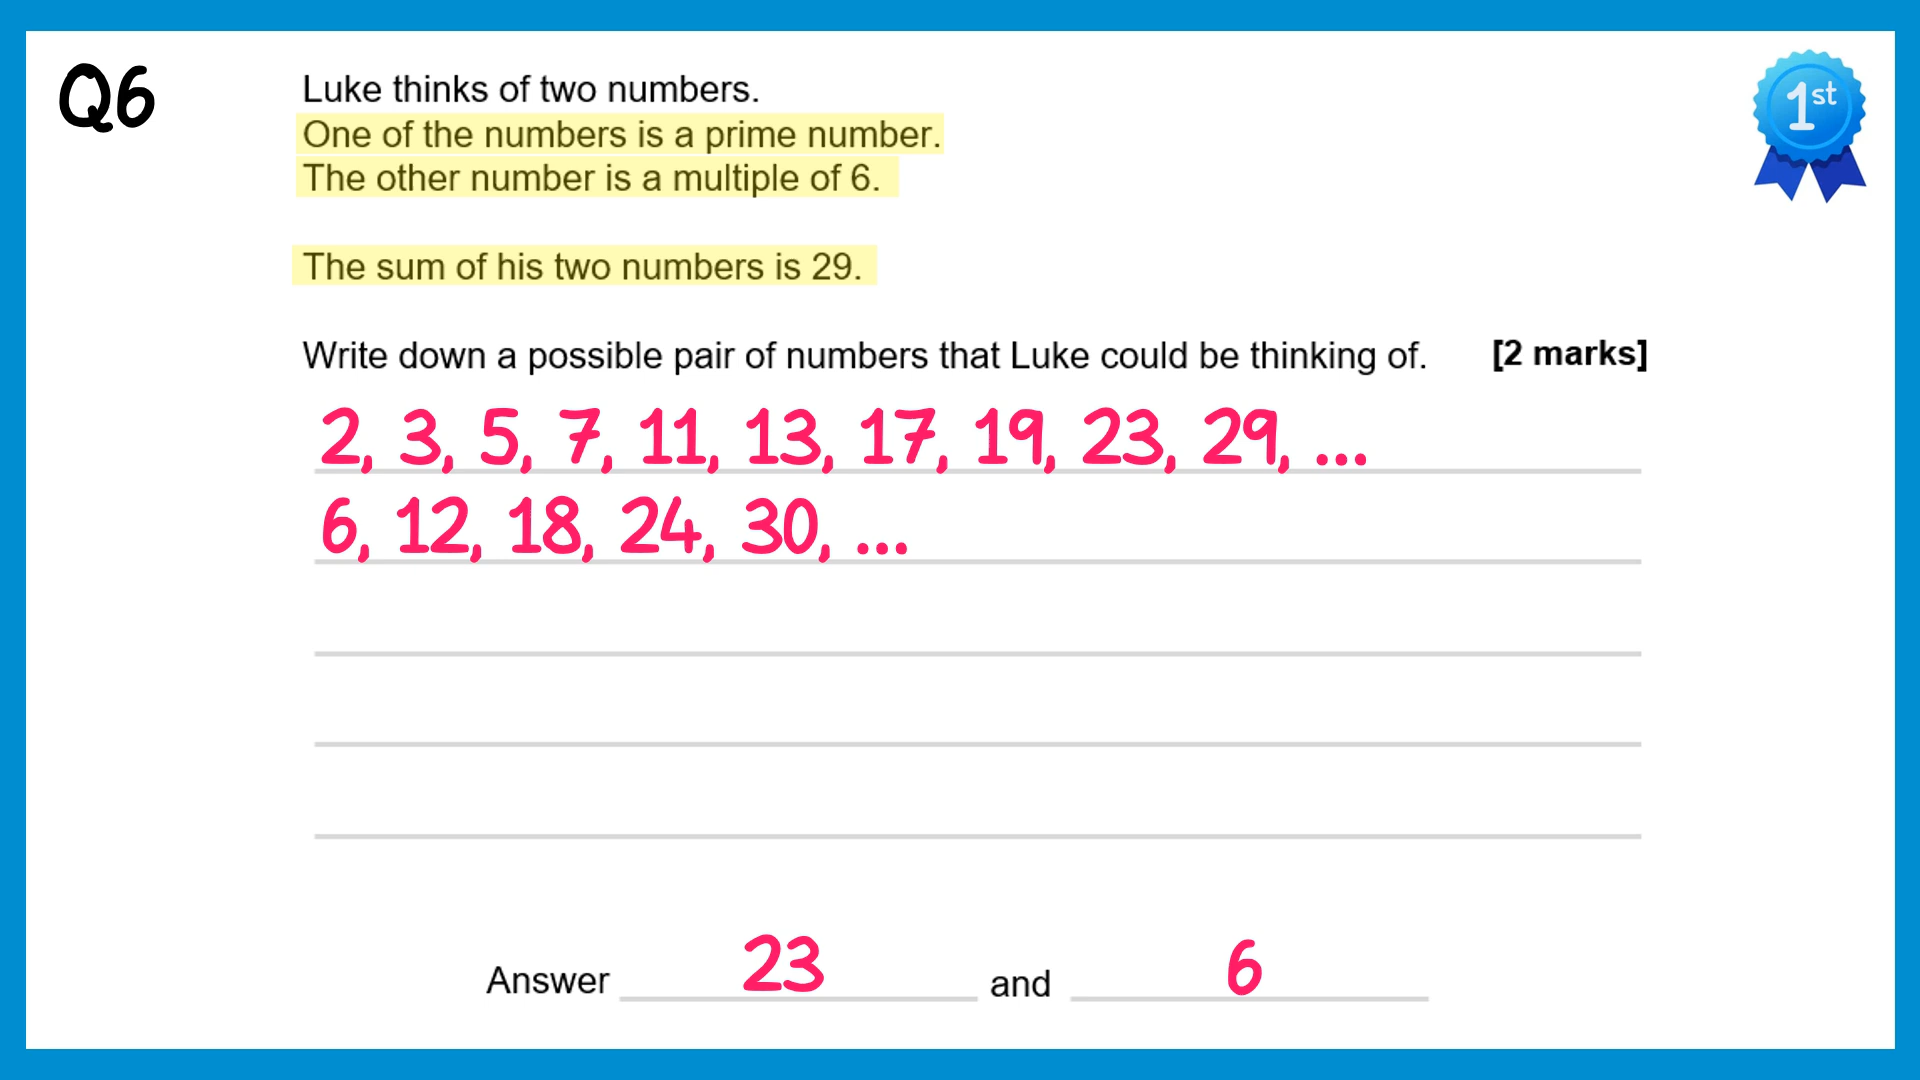 Q6
1st
Luke thinks of two numbers.
One of the numbers is a prime number.
The other number is a multiple of 6.
The sum of his two numbers is 29.
Write down a possible pair of numbers that Luke could be thinking of. [2 marks]
2, 3, 5, 7, 11, 13, 17, 19, 23, 29, ...
6, 12, 18, 24, 30, ...
Answer 23 and 6